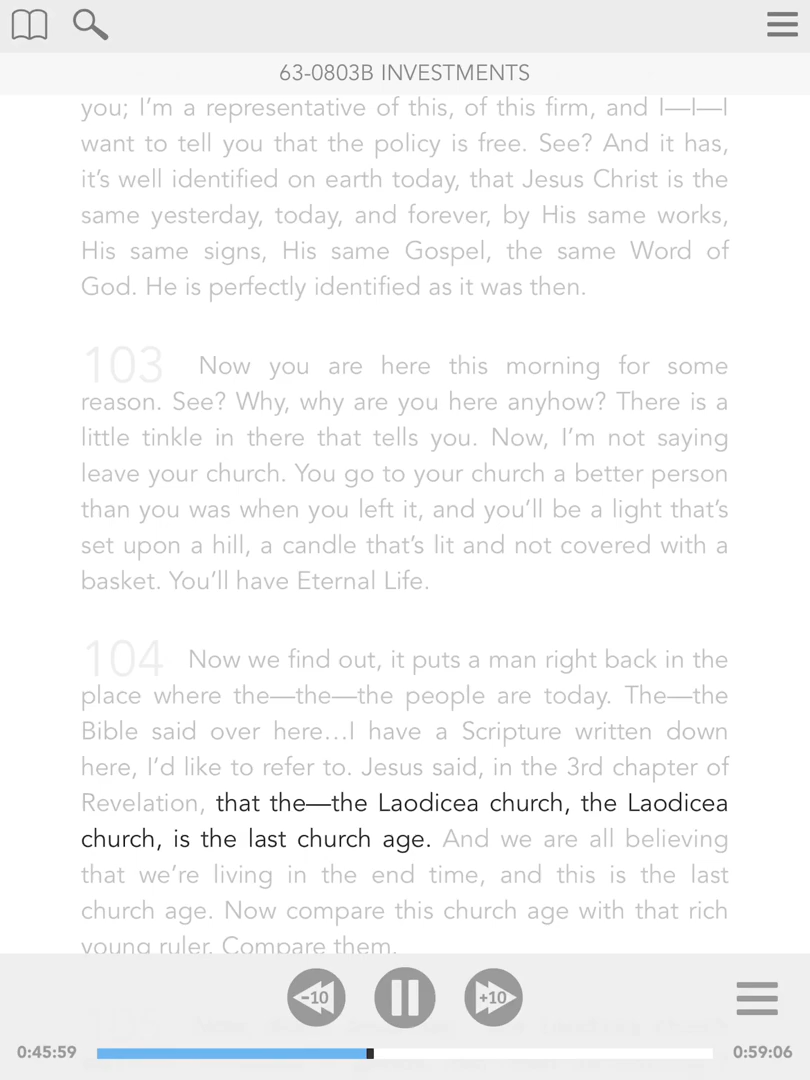 63-0803B INVESTMENTS
you; I’m a representative of this, of this firm, and I—I—I
want to tell you that the policy is free. See? And it has,
it’s well identified on earth today, that Jesus Christ is the
same yesterday, today, and forever, by His same works,
His same signs, His same Gospel, the same Word of
God. He is perfectly identified as it was then.
103 Now you are here this morning for some
reason. See? Why, why are you here anyhow? There is a
little tinkle in there that tells you. Now, I’m not saying
leave your church. You go to your church a better person
than you was when you left it, and you’ll be a light that’s
set upon a hill, a candle that’s lit and not covered with a
basket. You’ll have Eternal Life.
104 Now we find out, it puts a man right back in the
place where the—the—the people are today. The—the
Bible said over here…I have a Scripture written down
here, I’d like to refer to. Jesus said, in the 3rd chapter of
Revelation, that the—the Laodicea church, the Laodicea
church, is the last church age. And we are all believing
that we’re living in the end time, and this is the last
church age. Now compare this church age with that rich
young ruler. Compare them.
-10 +10
0:45:59 0:59:06